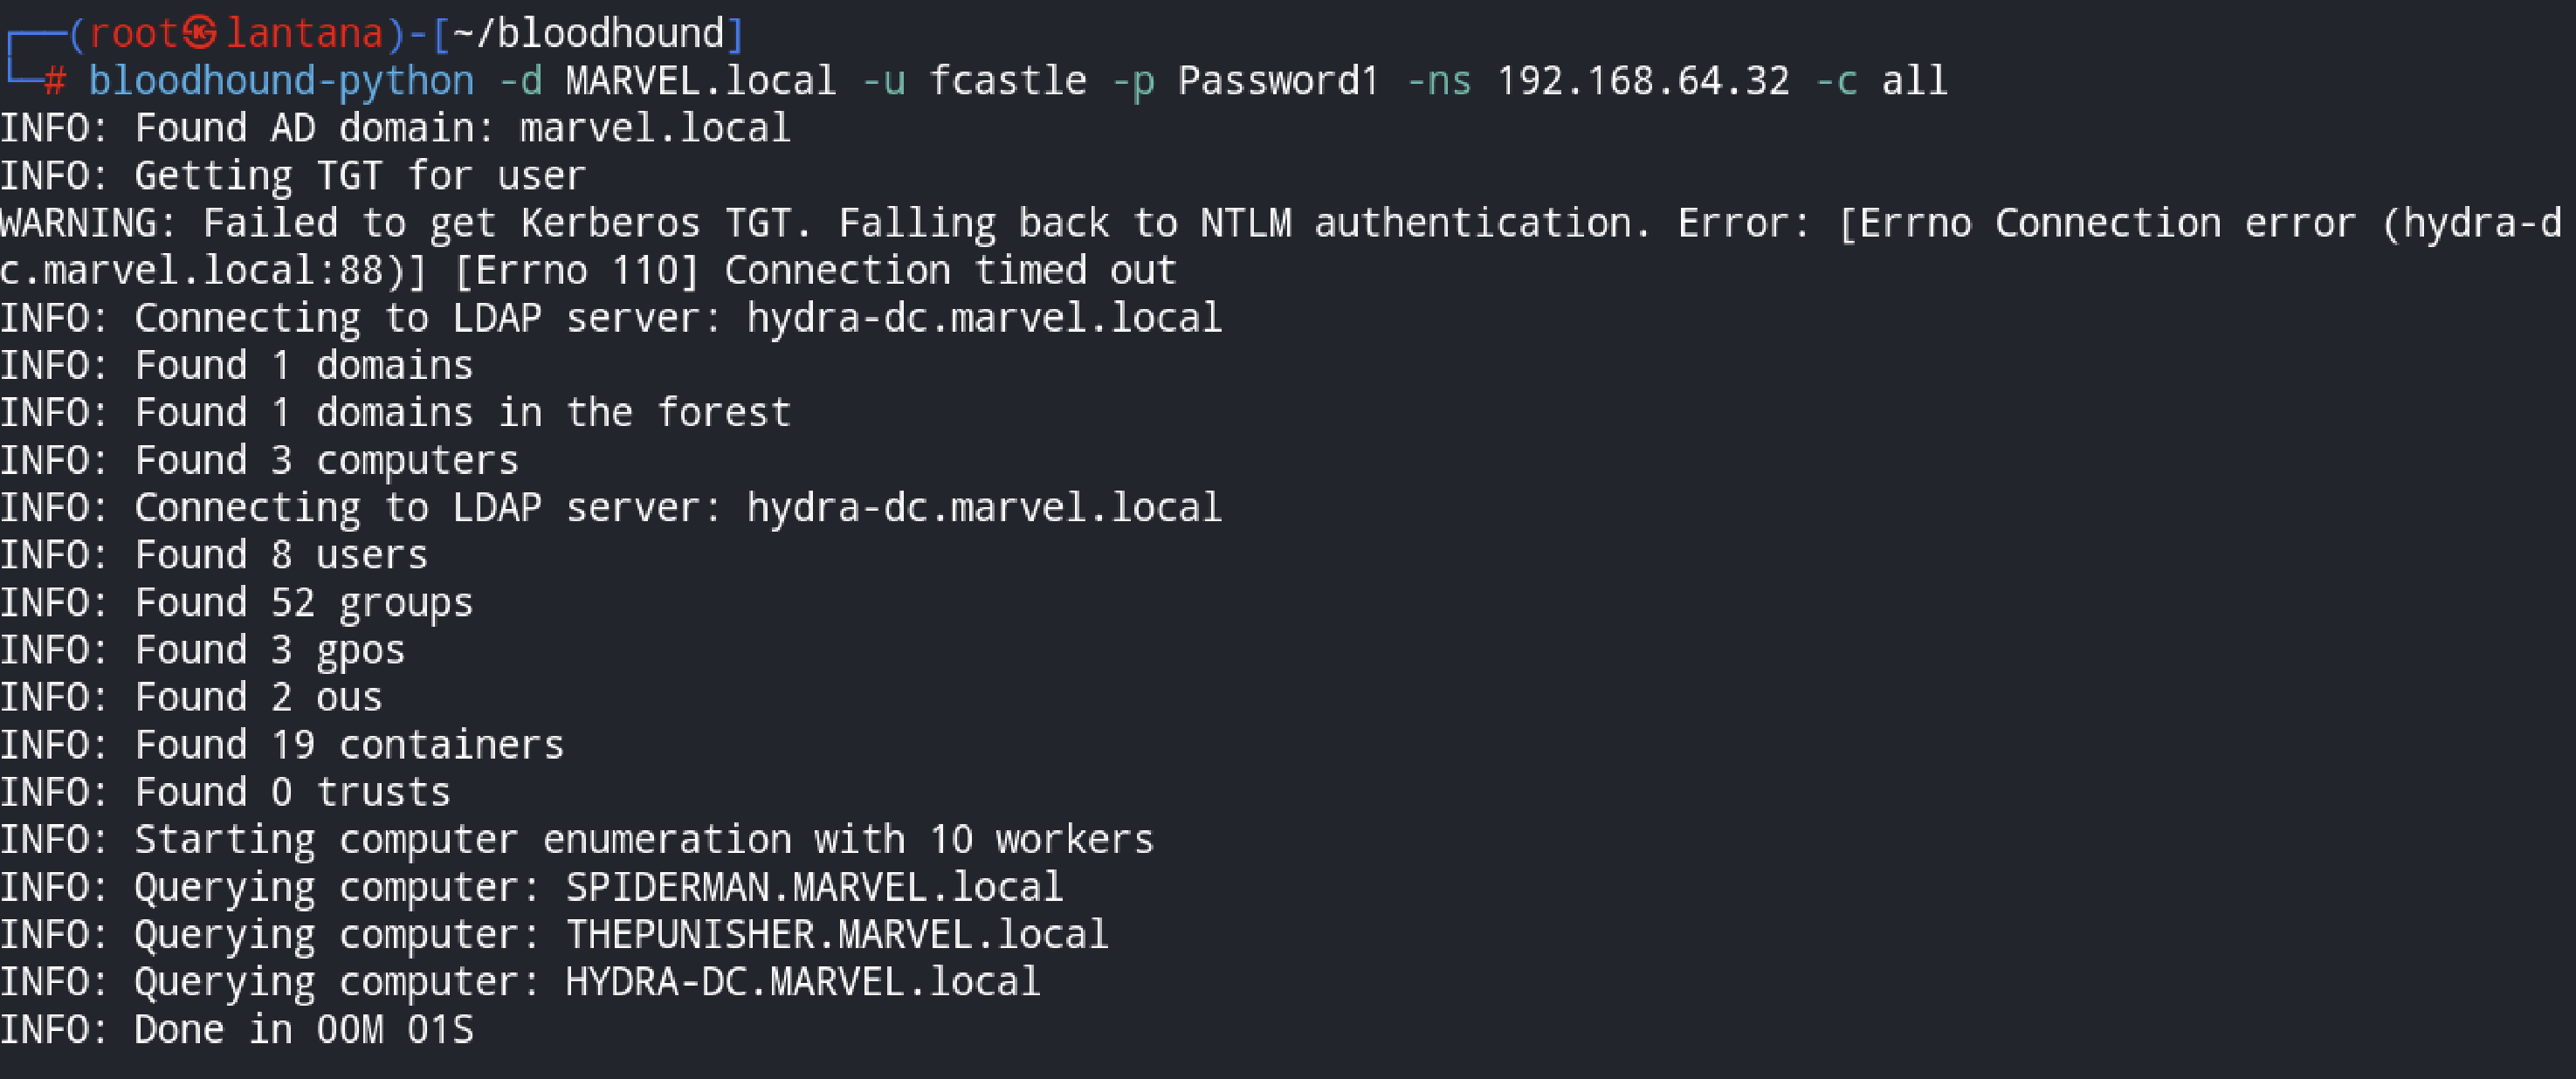 ┌──(root㉿lantana)-[~/bloodhound]
└─# bloodhound-python -d MARVEL.local -u fcastle -p Password1 -ns 192.168.64.32 -c all
INFO: Found AD domain: marvel.local
INFO: Getting TGT for user
WARNING: Failed to get Kerberos TGT. Falling back to NTLM authentication. Error: [Errno Connection error (hydra-d
c.marvel.local:88)] [Errno 110] Connection timed out
INFO: Connecting to LDAP server: hydra-dc.marvel.local
INFO: Found 1 domains
INFO: Found 1 domains in the forest
INFO: Found 3 computers
INFO: Connecting to LDAP server: hydra-dc.marvel.local
INFO: Found 8 users
INFO: Found 52 groups
INFO: Found 3 gpos
INFO: Found 2 ous
INFO: Found 19 containers
INFO: Found 0 trusts
INFO: Starting computer enumeration with 10 workers
INFO: Querying computer: SPIDERMAN.MARVEL.local
INFO: Querying computer: THEPUNISHER.MARVEL.local
INFO: Querying computer: HYDRA-DC.MARVEL.local
INFO: Done in 00M 01S